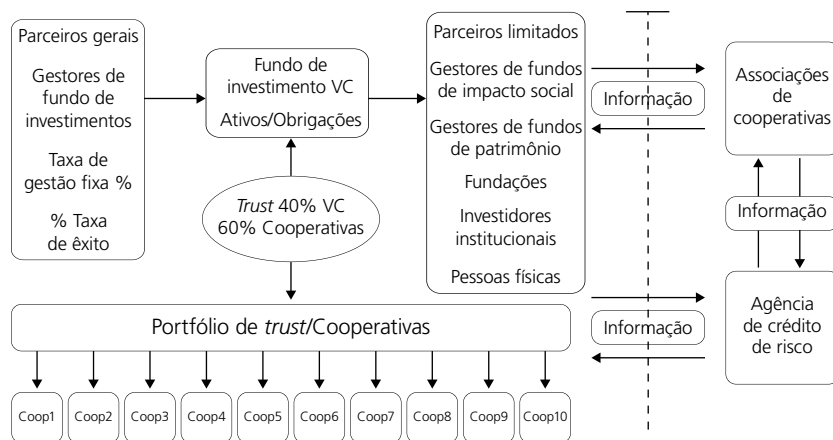 Parceiros gerais
Gestores de
fundo de
investimentos
Taxa de
gestão fixa %
% Taxa
de êxito
Fundo de
investimento VC
Ativos/Obrigações
Trust 40% VC
60% Cooperativas
Parceiros limitados
Gestores de fundos
de impacto social
Gestores de fundos
de patrimônio
Fundações
Investidores
institucionais
Pessoas físicas
Informação
Associações
de
cooperativas
Informação
Informação
Agência
de crédito
de risco
Portfólio de trust/Cooperativas
Coop1
Coop2
Coop3
Coop4
Coop5
Coop6
Coop7
Coop8
Coop9
Coop10